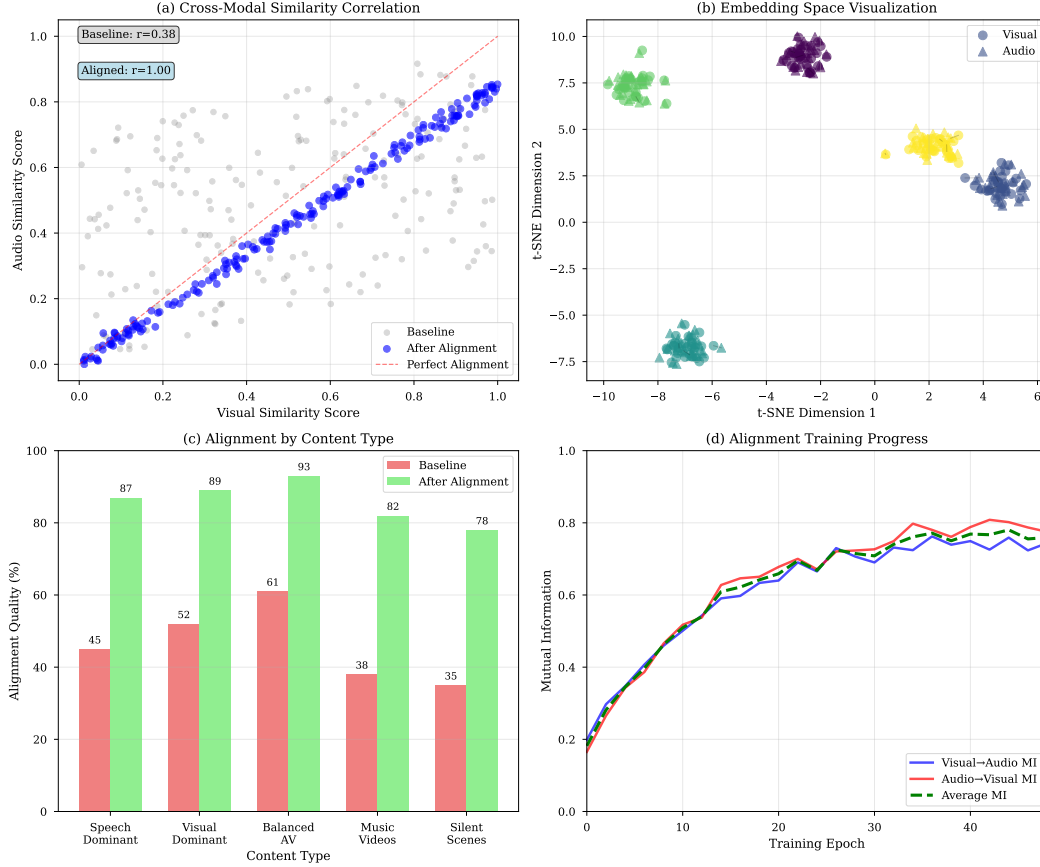 (a) Cross-Modal Similarity Correlation
Baseline: r=0.38
Aligned: r=1.00
1.0
0.8
0.6
0.4
0.2
0.0
Audio Similarity Score
0.0
0.2
0.4
0.6
0.8
1.0
Visual Similarity Score
Baseline
After Alignment
Perfect Alignment
(b) Embedding Space Visualization
Visual
Audio
10.0
7.5
5.0
2.5
0.0
−2.5
−5.0
−7.5
t-SNE Dimension 2
−10
−8
−6
−4
−2
0
2
4
6
t-SNE Dimension 1
(c) Alignment by Content Type
Baseline
After Alignment
100
80
60
40
20
0
Alignment Quality (%)
45
87
52
89
61
93
38
82
35
78
Speech
Dominant
Visual
Dominant
Balanced
AV
Music
Videos
Silent
Scenes
Content Type
(d) Alignment Training Progress
1.0
0.8
0.6
0.4
0.2
0.0
Mutual Information
0
10
20
30
40
Training Epoch
Visual→Audio MI
Audio→Visual MI
Average MI